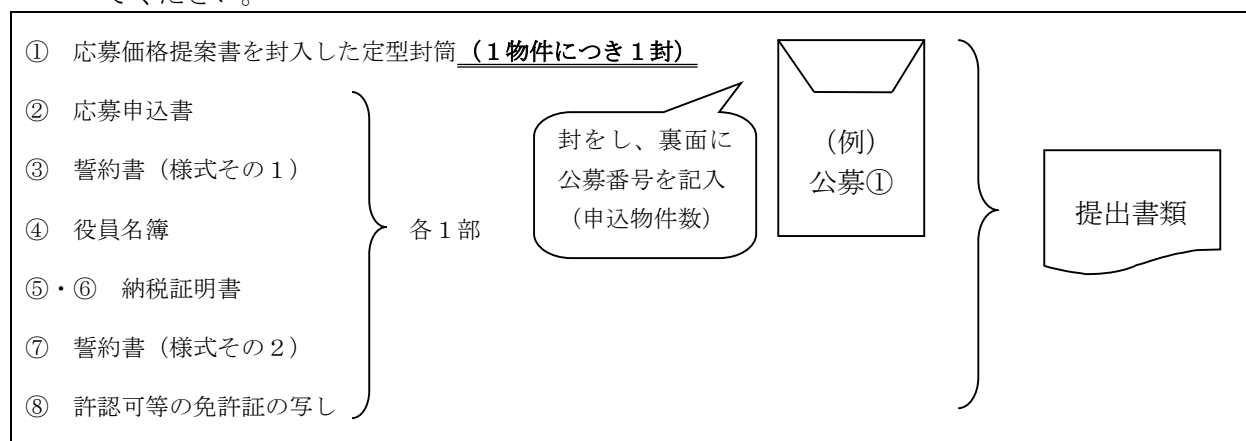 てください。
① 応募価格提案書を封入した定型封筒（１物件につき１封）
② 応募申込書
③ 誓約書（様式その１）
④ 役員名簿
⑤・⑥ 納税証明書
⑦ 誓約書（様式その２）
⑧ 許認可等の免許証の写し
各１部
封をし、裏面に
公募番号を記入
（申込物件数）
（例）
公募①
提出書類